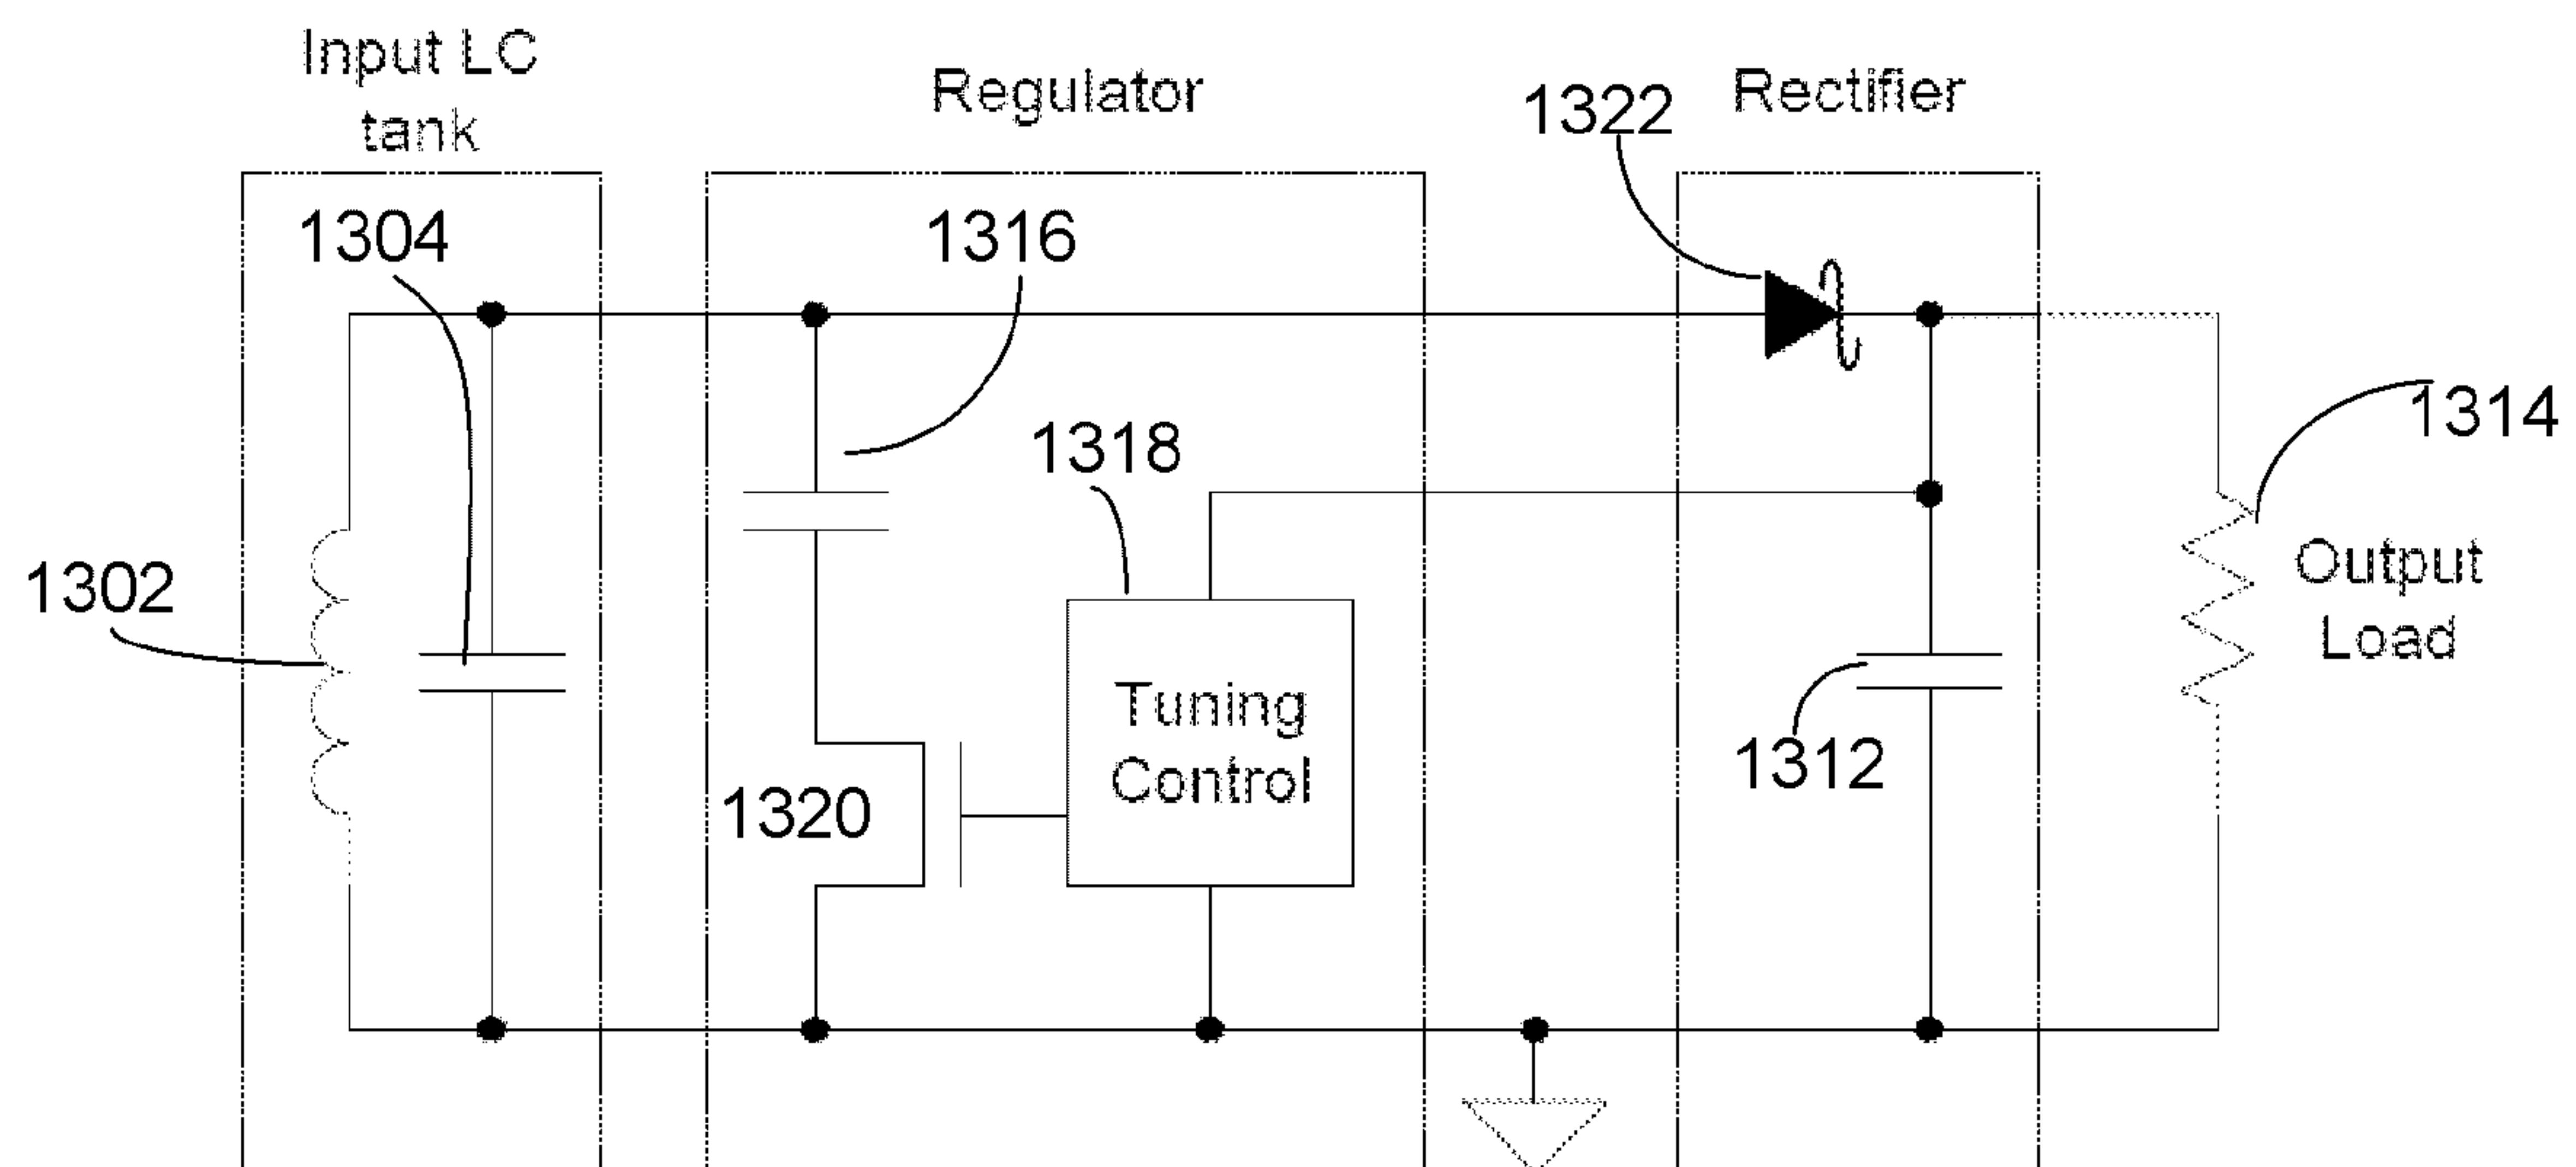 Input LC
tank
Regulator
1322
Rectifier
1304
1316
1318
1314
1302
Output
Load
Tuning
Control
1320
1312